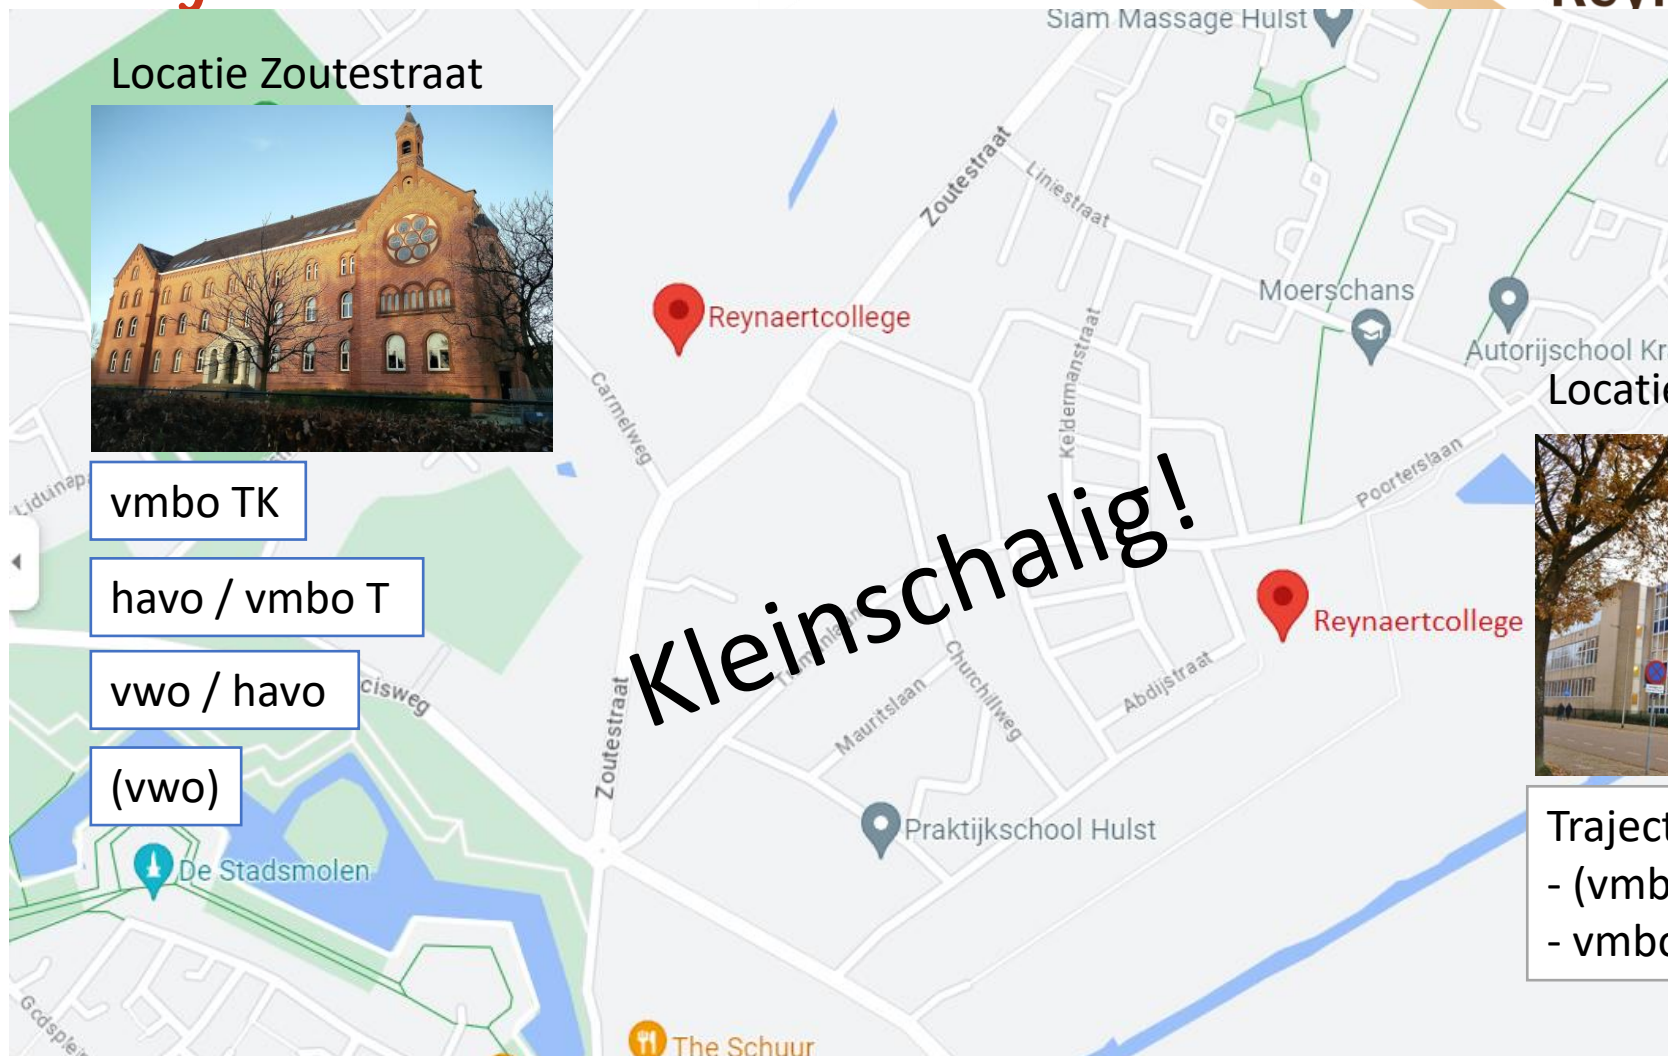 Siam Massage Hulst
Locatie Zoutestraat
Zoutestraat
Liniestraat
Moerschans
Reynaertcollege
Keldermanstraat
Autorijschool Kr
Locatie
Carmelweg
Poorterslaan
vmbo TK
Kleinschalig!
havo / vmbo T
Reynaertcollege
vwo / havo
cisweg
Zoutestraat
Mauritslaan
Churchillweg
Abdijstraat
(vwo)
Praktijkschool Hulst
Traject
- (vmb
- vmbo
De Stadsmolen
The Schuur